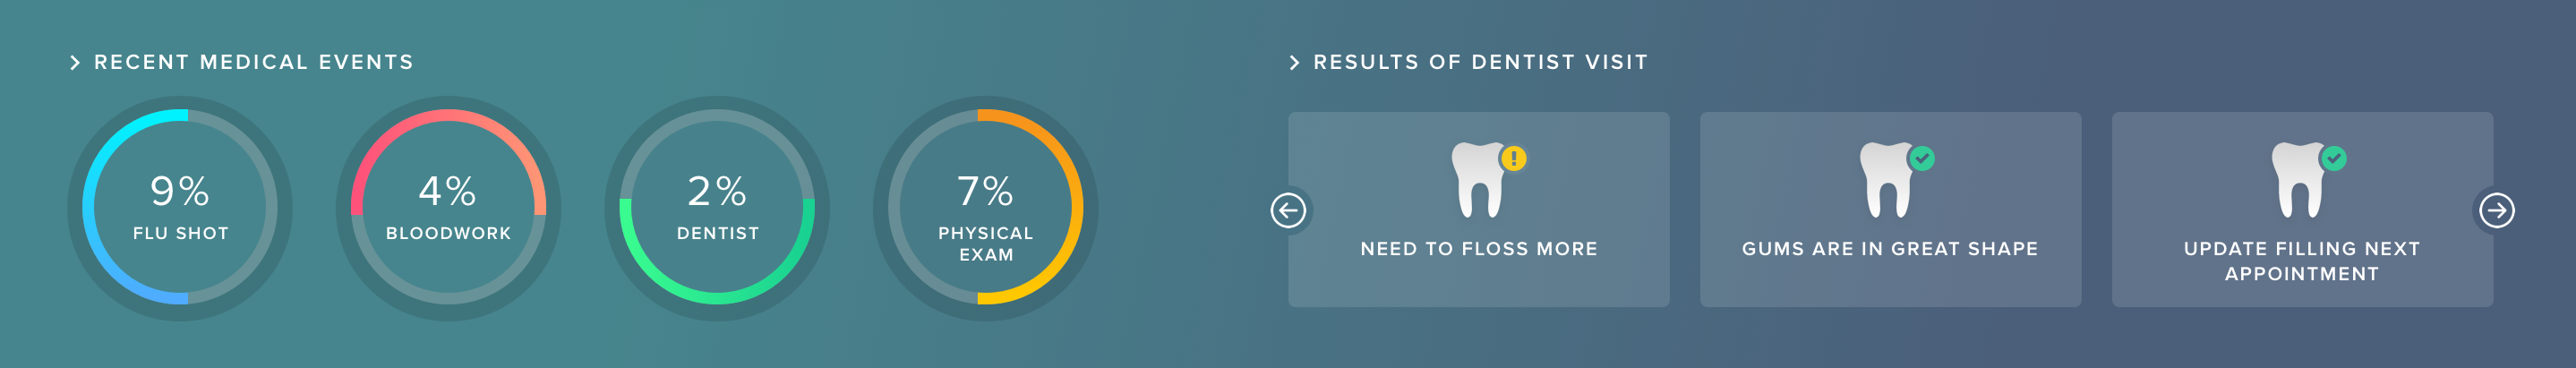 RECENT MEDICAL EVENTS
9%
FLU SHOT
4%
BLOODWORK
2%
DENTIST
7%
PHYSICAL
EXAM
RESULTS OF DENTIST VISIT
NEED TO FLOSS MORE
GUMS ARE IN GREAT SHAPE
UPDATE FILLING NEXT
APPOINTMENT